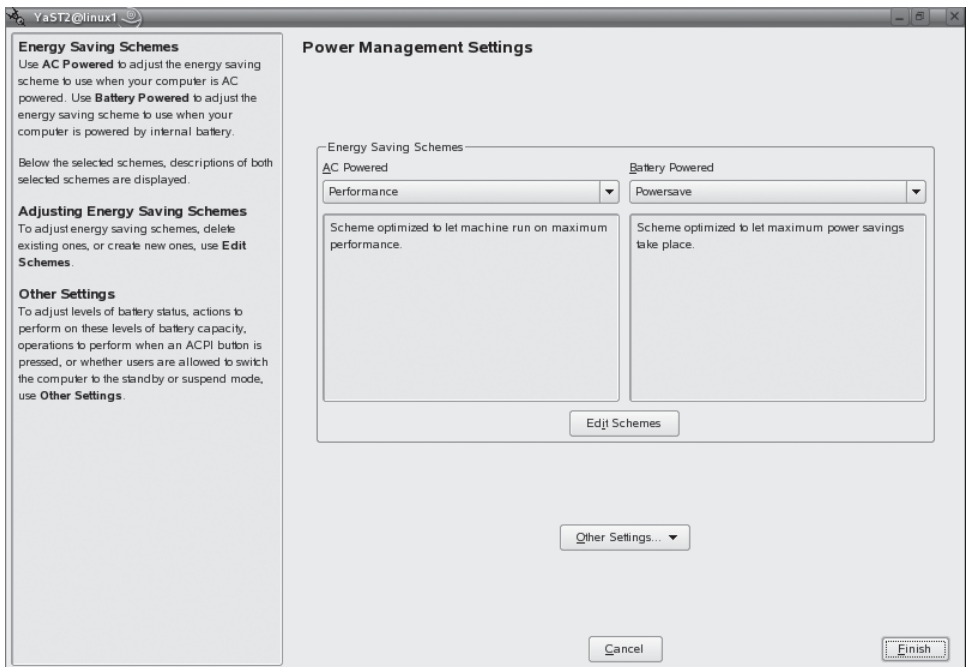 YaST2@linux1
Energy Saving Schemes
Use AC Powered to adjust the energy saving
scheme to use when your computer is AC
powered. Use Battery Powered to adjust the
energy saving scheme to use when your
computer is powered by internal battery.
Below the selected schemes, descriptions of both
selected schemes are displayed.
Adjusting Energy Saving Schemes
To adjust energy saving schemes, delete
existing ones, or create new ones, use Edit
Schemes.
Other Settings
To adjust levels of battery status, actions to
perform on these levels of battery capacity,
operations to perform when an ACPI button is
pressed, or whether users are allowed to switch
the computer to the standby or suspend mode,
use Other Settings.
Power Management Settings
Energy Saving Schemes
AC Powered
Performance
Scheme optimized to let machine run on maximum
performance.
Battery Powered
Powersave
Scheme optimized to let maximum power savings
take place.
Edit Schemes
Other Settings...
Cancel
Finish